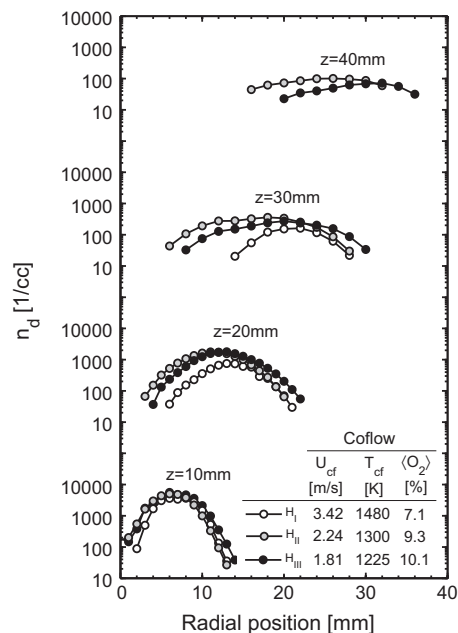 10000
1000
100
10
z=40mm
10000
1000
100
10
z=30mm
10000
1000
100
10
z=20mm
10000
1000
100
10
z=10mm
n_d [1/cc]
Coflow
U_cf T_cf ⟨O_2⟩
[m/s] [K] [%]
H_I 3.42 1480 7.1
H_II 2.24 1300 9.3
H_III 1.81 1225 10.1
0 10 20 30 40
Radial position [mm]